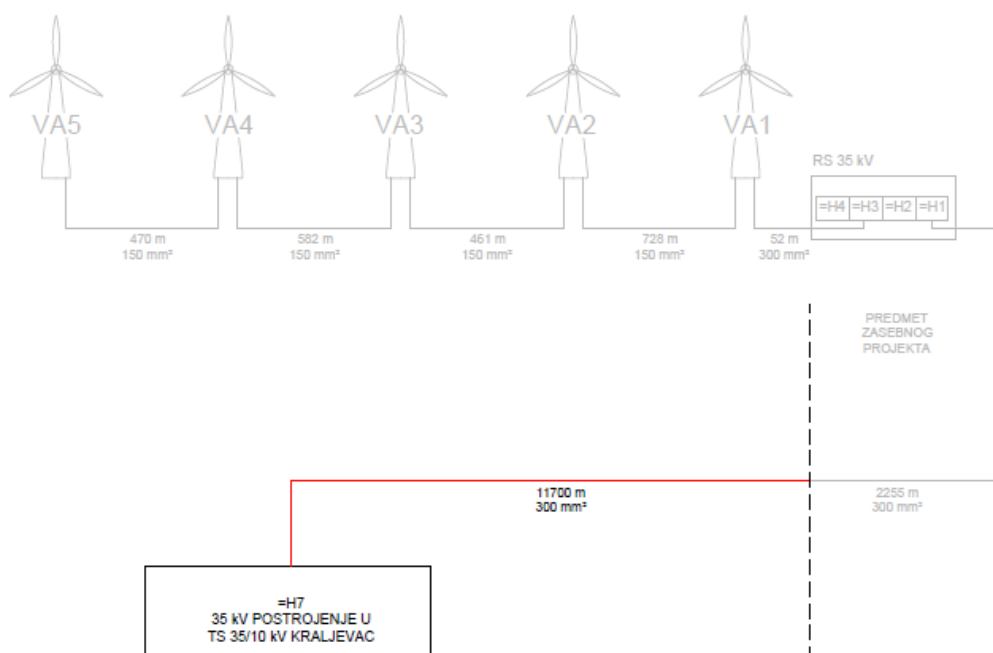 VA5
VA4
VA3
VA2
VA1
RS 35 kV
=H4 =H3 =H2 =H1
470 m
150 mm²
582 m
150 mm²
461 m
150 mm²
728 m
150 mm²
52 m
300 mm²
PREDMET
ZASEBNOG
PROJEKTA
11700 m
300 mm²
2255 m
300 mm²
=H7
35 kV POSTROJENJE U
TS 35/10 kV KRALJEVAC